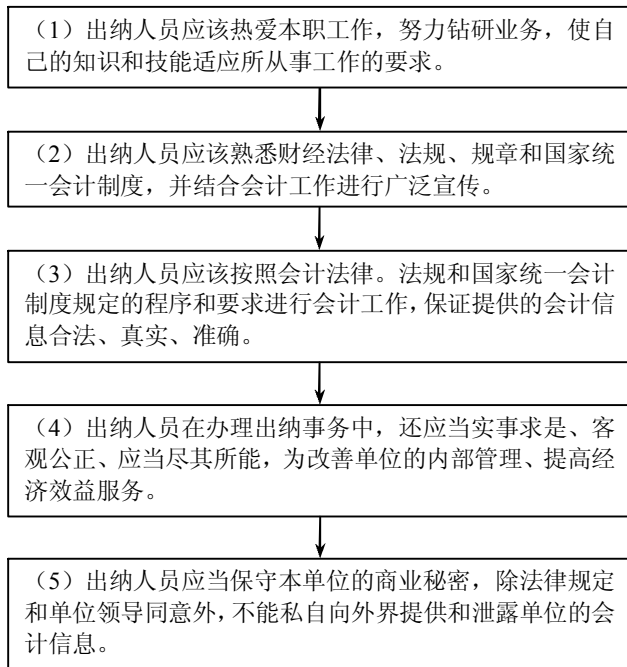 （1）出纳人员应该热爱本职工作，努力钻研业务，使自
己的知识和技能适应所从事工作的要求。
（2）出纳人员应该熟悉财经法律、法规、规章和国家统
一会计制度，并结合会计工作进行广泛宣传。
（3）出纳人员应该按照会计法律。法规和国家统一会计
制度规定的程序和要求进行会计工作，保证提供的会计信
息合法、真实、准确。
（4）出纳人员在办理出纳事务中，还应当实事求是、客
观公正、应当尽其所能，为改善单位的内部管理、提高经
济效益服务。
（5）出纳人员应当保守本单位的商业秘密，除法律规定
和单位领导同意外，不能私自向外界提供和泄露单位的会
计信息。